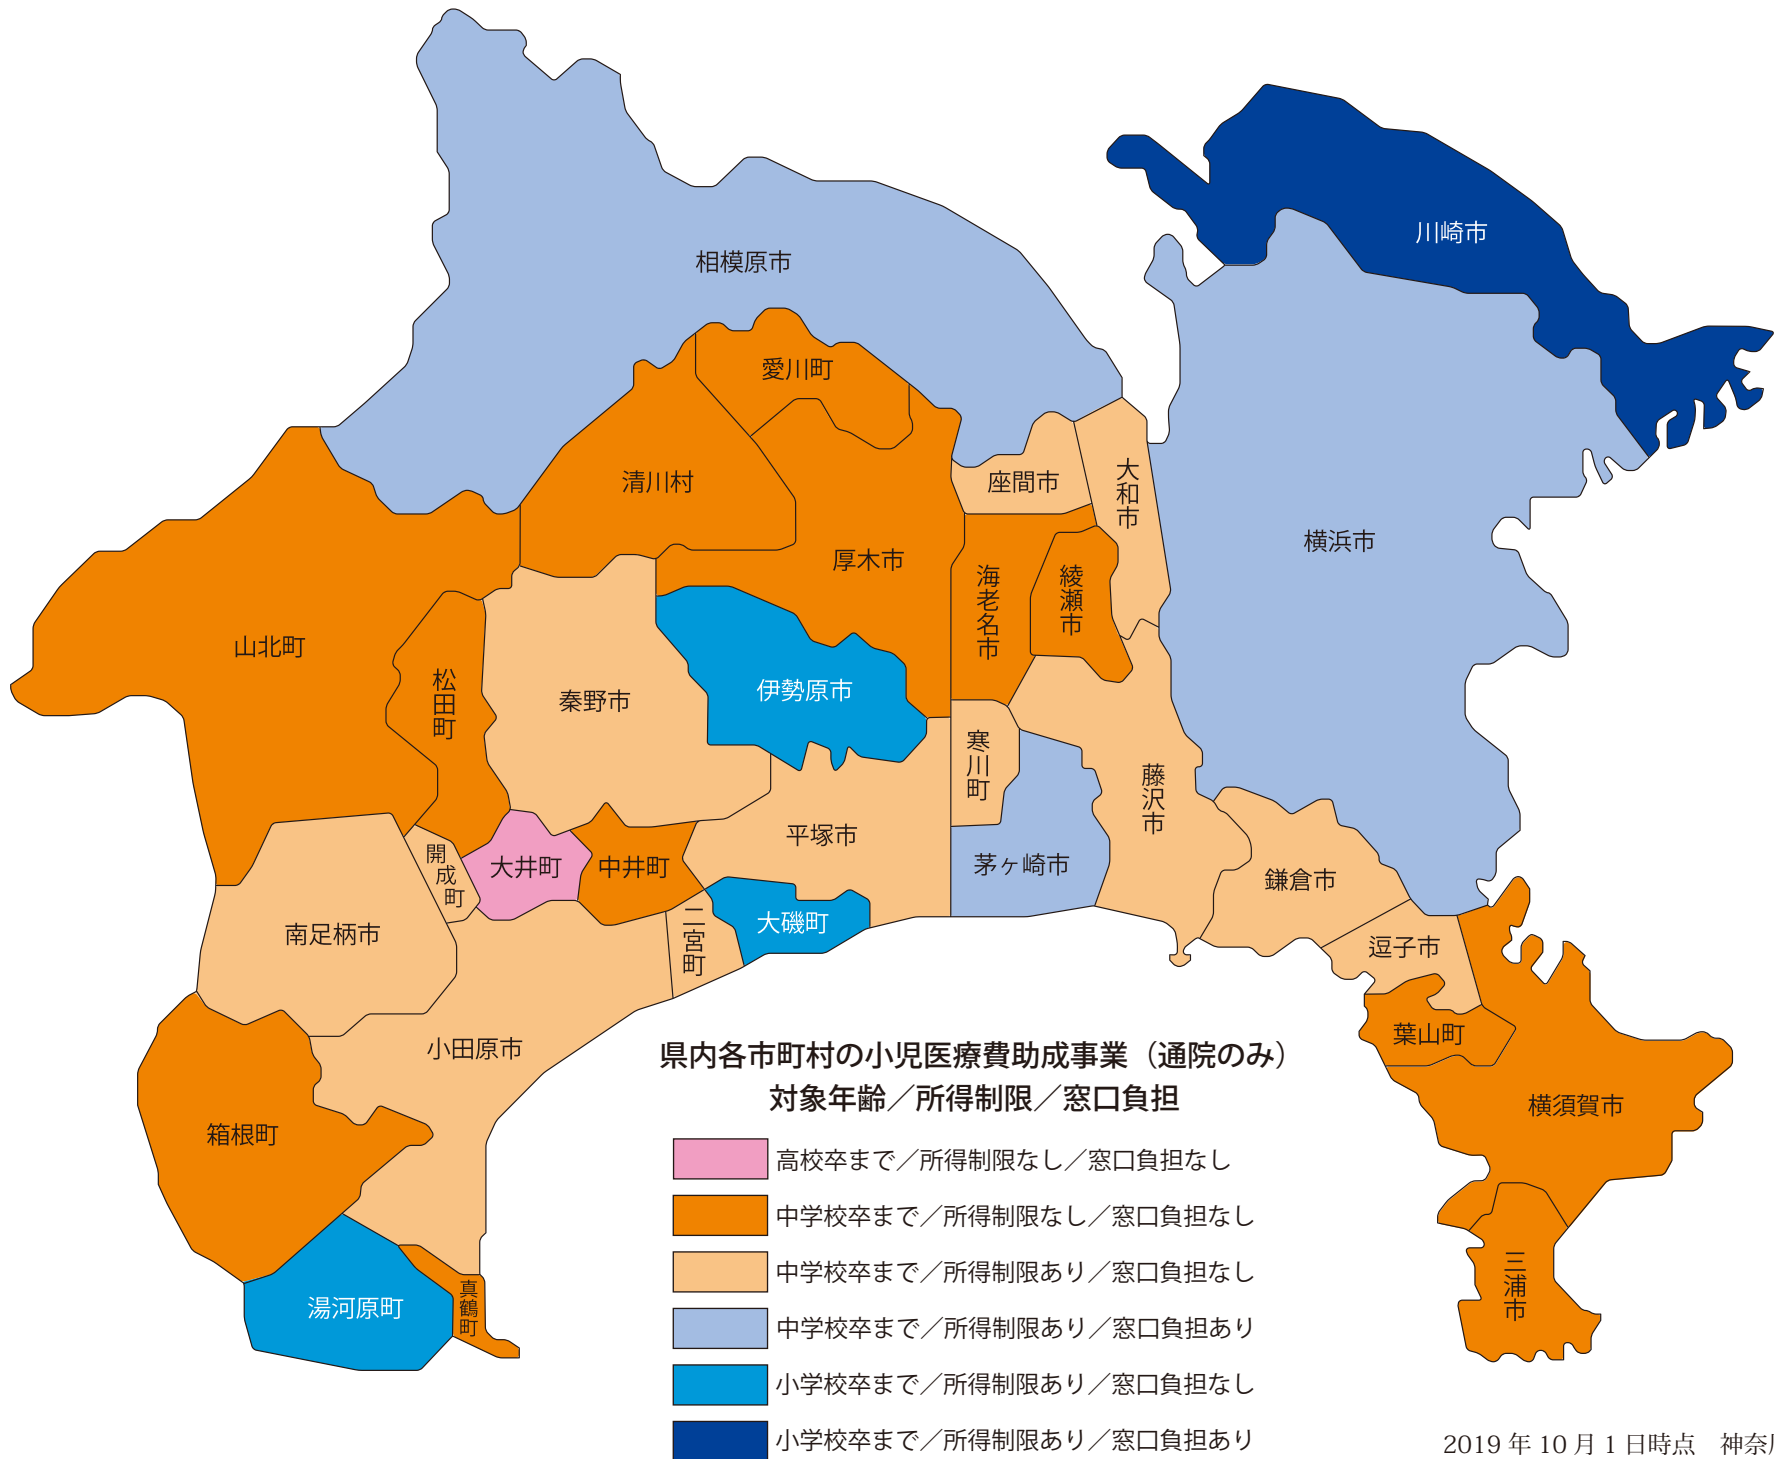 川崎市
相模原市
愛川町
清川村
座間市
大和市
横浜市
厚木市
海老名市
綾瀬市
山北町
松田町
秦野市
伊勢原市
寒川町
藤沢市
平塚市
茅ヶ崎市
開成町
大井町
中井町
鎌倉市
南足柄市
二宮町
大磯町
逗子市
葉山町
小田原市
横須賀市
箱根町
三浦市
湯河原町
真鶴町
県内各市町村の小児医療費助成事業（通院のみ）
対象年齢／所得制限／窓口負担
高校卒まで／所得制限なし／窓口負担なし
中学校卒まで／所得制限なし／窓口負担なし
中学校卒まで／所得制限あり／窓口負担なし
中学校卒まで／所得制限あり／窓口負担あり
小学校卒まで／所得制限あり／窓口負担なし
小学校卒まで／所得制限あり／窓口負担あり
2019 年 10 月 1 日時点　神奈